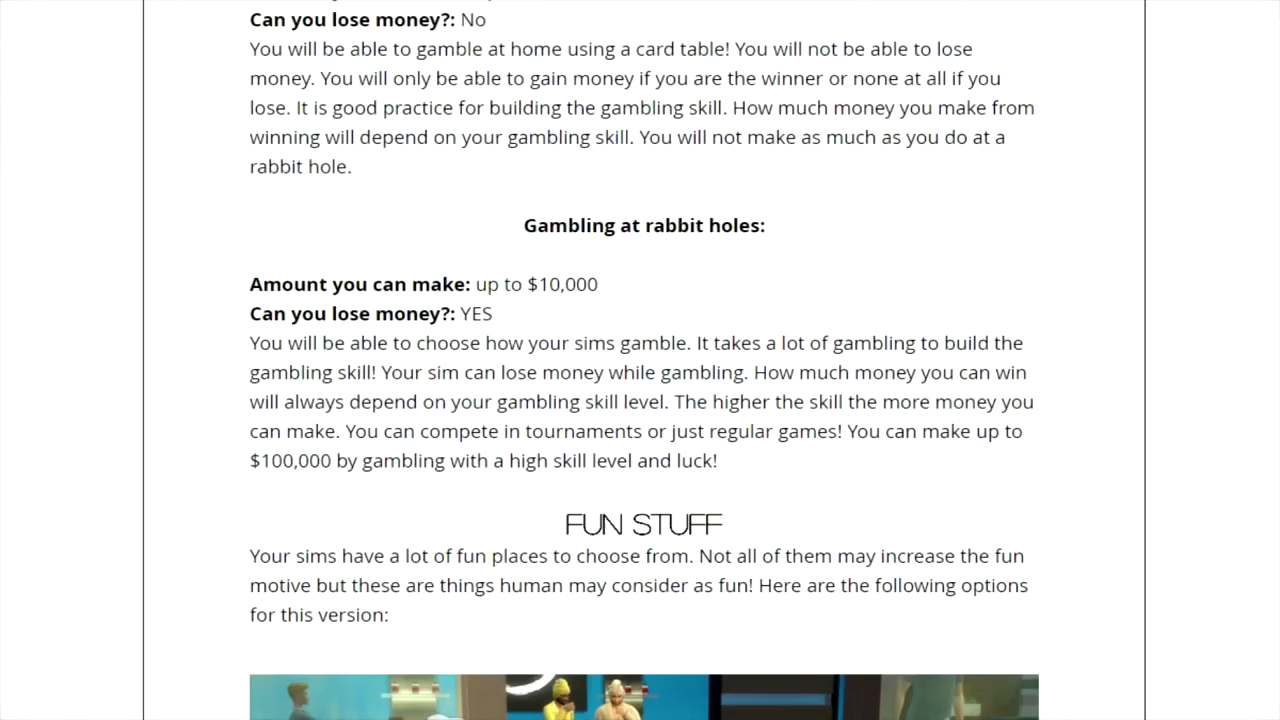 Can you lose money?: No
You will be able to gamble at home using a card table! You will not be able to lose
money. You will only be able to gain money if you are the winner or none at all if you
lose. It is good practice for building the gambling skill. How much money you make from
winning will depend on your gambling skill. You will not make as much as you do at a
rabbit hole.
Gambling at rabbit holes:
Amount you can make: up to $10,000
Can you lose money?: YES
You will be able to choose how your sims gamble. It takes a lot of gambling to build the
gambling skill! Your sim can lose money while gambling. How much money you can win
will always depend on your gambling skill level. The higher the skill the more money you
can make. You can compete in tournaments or just regular games! You can make up to
$100,000 by gambling with a high skill level and luck!
FUN STUFF
Your sims have a lot of fun places to choose from. Not all of them may increase the fun
motive but these are things human may consider as fun! Here are the following options
for this version: